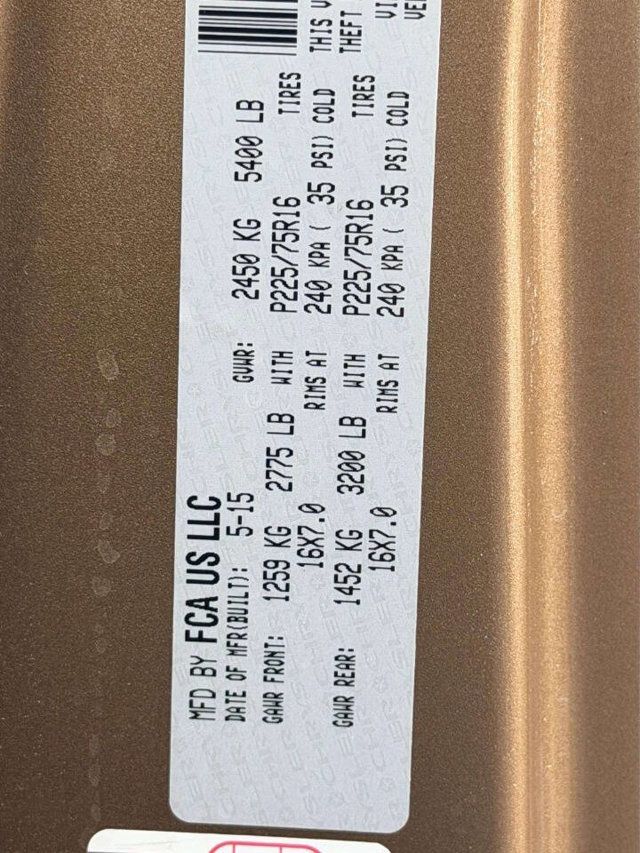 MFD BY FCA US LLC
DATE OF MFR(BUILT): 5-15 GVWR: 2450 KG 5400 LB
GAWR FRONT: 1259 KG 2775 LB WITH P225/75R16 TIRES
16X7.0 RIMS AT 240 KPA ( 35 PSI) COLD
GAWR REAR: 1452 KG 3200 LB WITH P225/75R16 TIRES
16X7.0 RIMS AT 240 KPA ( 35 PSI) COLD
THIS
THEFT